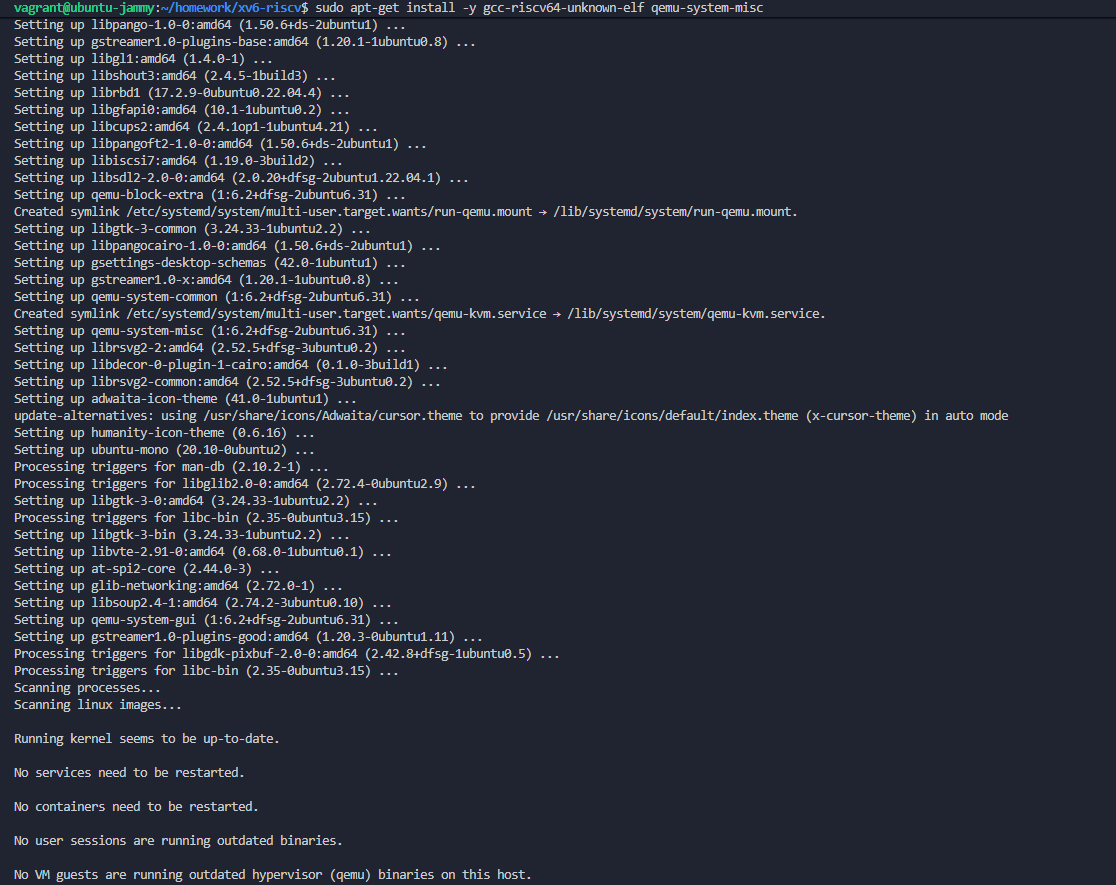 vagrant@ubuntu-jammy:~/homework/xv6-riscv$ sudo apt-get install -y gcc-riscv64-unknown-elf qemu-system-misc
Setting up libpango-1.0-0:amd64 (1.50.6+ds-2ubuntu1) ...
Setting up gstreamer1.0-plugins-base:amd64 (1.20.1-1ubuntu0.8) ...
Setting up libgl1:amd64 (1.4.0-1) ...
Setting up libshout3:amd64 (2.4.5-1build3) ...
Setting up librbd1 (17.2.9-0ubuntu0.22.04.4) ...
Setting up libgfapi0:amd64 (10.1-1ubuntu0.2) ...
Setting up libcups2:amd64 (2.4.1op1-1ubuntu4.21) ...
Setting up libpangoft2-1.0-0:amd64 (1.50.6+ds-2ubuntu1) ...
Setting up libiscsi7:amd64 (1.19.0-3build2) ...
Setting up libsdl2-2.0-0:amd64 (2.0.20+dfsg-2ubuntu1.22.04.1) ...
Setting up qemu-block-extra (1:6.2+dfsg-2ubuntu6.31) ...
Created symlink /etc/systemd/system/multi-user.target.wants/run-qemu.mount → /lib/systemd/system/run-qemu.mount.
Setting up libgtk-3-common (3.24.33-1ubuntu2.2) ...
Setting up libpangocairo-1.0-0:amd64 (1.50.6+ds-2ubuntu1) ...
Setting up gsettings-desktop-schemas (42.0-1ubuntu1) ...
Setting up gstreamer1.0-x:amd64 (1.20.1-1ubuntu0.8) ...
Setting up qemu-system-common (1:6.2+dfsg-2ubuntu6.31) ...
Created symlink /etc/systemd/system/multi-user.target.wants/qemu-kvm.service → /lib/systemd/system/qemu-kvm.service.
Setting up qemu-system-misc (1:6.2+dfsg-2ubuntu6.31) ...
Setting up librsvg2-2:amd64 (2.52.5+dfsg-3ubuntu0.2) ...
Setting up libdecor-0-plugin-1-cairo:amd64 (0.1.0-3build1) ...
Setting up librsvg2-common:amd64 (2.52.5+dfsg-3ubuntu0.2) ...
Setting up adwaita-icon-theme (41.0-1ubuntu1) ...
update-alternatives: using /usr/share/icons/Adwaita/cursor.theme to provide /usr/share/icons/default/index.theme (x-cursor-theme) in auto mode
Setting up humanity-icon-theme (0.6.16) ...
Setting up ubuntu-mono (20.10-0ubuntu2) ...
Processing triggers for man-db (2.10.2-1) ...
Processing triggers for libglib2.0-0:amd64 (2.72.4-0ubuntu2.9) ...
Setting up libgtk-3-0:amd64 (3.24.33-1ubuntu2.2) ...
Processing triggers for libc-bin (2.35-0ubuntu3.15) ...
Setting up libgtk-3-bin (3.24.33-1ubuntu2.2) ...
Setting up libvte-2.91-0:amd64 (0.68.0-1ubuntu0.1) ...
Setting up at-spi2-core (2.44.0-3) ...
Setting up glib-networking:amd64 (2.72.0-1) ...
Setting up libsoup2.4-1:amd64 (2.74.2-3ubuntu0.10) ...
Setting up qemu-system-gui (1:6.2+dfsg-2ubuntu6.31) ...
Setting up gstreamer1.0-plugins-good:amd64 (1.20.3-0ubuntu1.11) ...
Processing triggers for libgdk-pixbuf-2.0-0:amd64 (2.42.8+dfsg-1ubuntu0.5) ...
Processing triggers for libc-bin (2.35-0ubuntu3.15) ...
Scanning processes...
Scanning linux images...
Running kernel seems to be up-to-date.
No services need to be restarted.
No containers need to be restarted.
No user sessions are running outdated binaries.
No VM guests are running outdated hypervisor (qemu) binaries on this host.